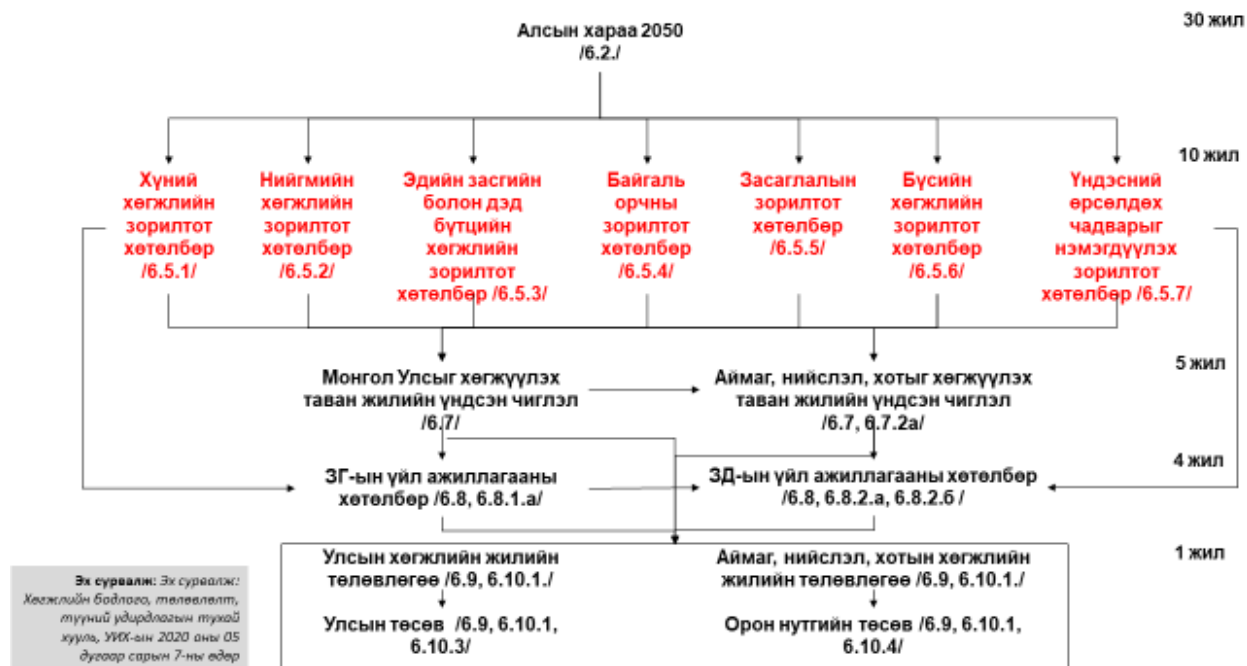 30 жил
Алсын хараа 2050
/6.2./
10 жил
Хүний
хөгжлийн
зорилтот
хөтөлбөр
/6.5.1/
Нийгмийн
хөгжлийн
зорилтот
хөтөлбөр
/6.5.2/
Эдийн засгийн
болон дэд
бүтцийн
хөгжлийн
зорилтот
хөтөлбөр /6.5.3/
Байгаль
орчны
зорилтот
хөтөлбөр
/6.5.4/
Засаглалын
зорилтот
хөтөлбөр
/6.5.5/
Бүсийн
хөгжлийн
зорилтот
хөтөлбөр
/6.5.6/
Үндэсний
өрсөлдөх
чадварыг
нэмэгдүүлэх
зорилтот
хөтөлбөр /6.5.7/
5 жил
Монгол Улсыг хөгжүүлэх
таван жилийн үндсэн чиглэл
/6.7/
Аймаг, нийслэл, хотыг хөгжүүлэх
таван жилийн үндсэн чиглэл
/6.7, 6.7.2а/
4 жил
ЗГ-ын үйл ажиллагааны
хөтөлбөр /6.8, 6.8.1.а/
ЗД-ын үйл ажиллагааны хөтөлбөр
/6.8, 6.8.2.а, 6.8.2.б /
1 жил
Улсын хөгжлийн жилийн
төлөвлөгөө /6.9, 6.10.1./
Аймаг, нийслэл, хотын хөгжлийн
жилийн төлөвлөгөө /6.9, 6.10.1./
Улсын төсөв /6.9, 6.10.1,
6.10.3/
Орон нутгийн төсөв /6.9, 6.10.1,
6.10.4/
Эх сурвалж: Эх сурвалж:
Хөгжлийн бодлого, төлөвлөлт,
түүний удирдлагын тухай
хууль, УИХ-ын 2020 оны 05
дугаар сарын 7-ны өдөр